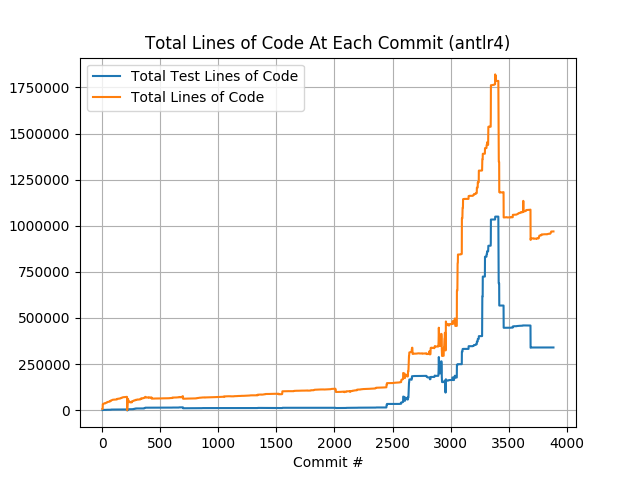 Total Lines of Code At Each Commit (antlr4)
Total Test Lines of Code
Total Lines of Code
1750000
1500000
1250000
1000000
750000
500000
250000
0
0 500 1000 1500 2000 2500 3000 3500 4000
Commit #